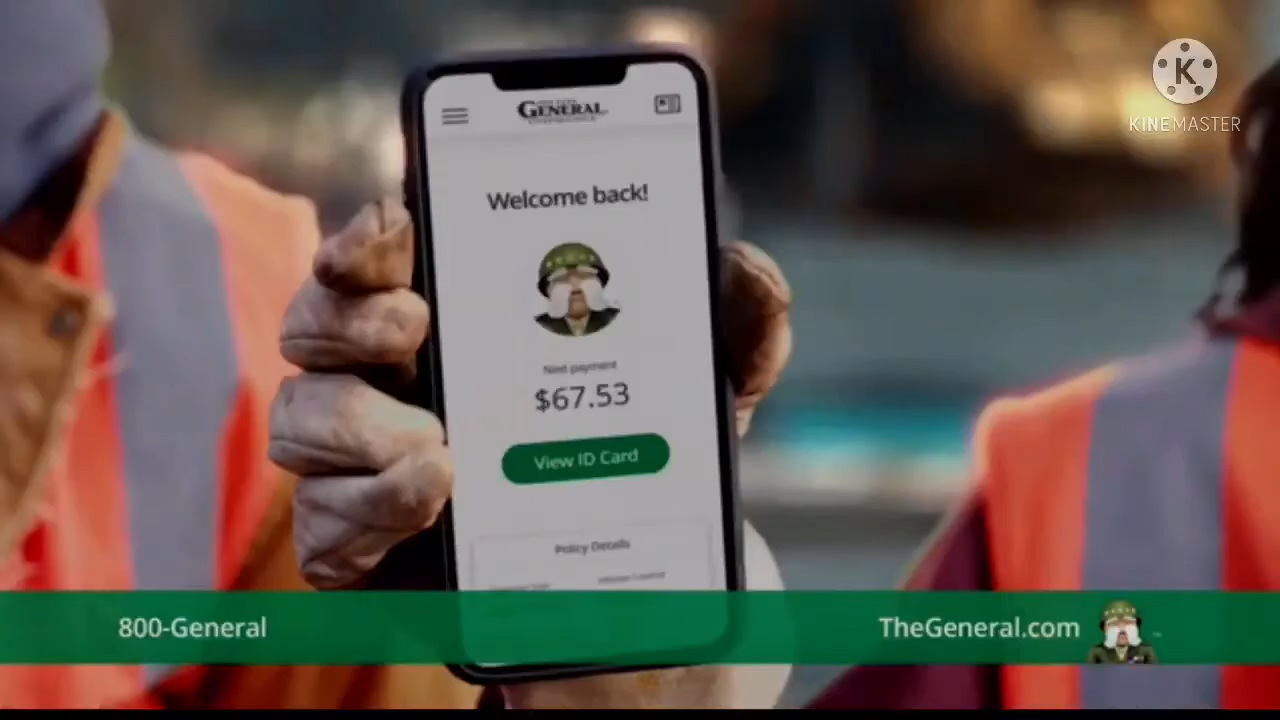 K
KINEMASTER
GENERAL
Welcome back!
Next payment
$67.53
View ID Card
Policy Details
800-General
TheGeneral.com